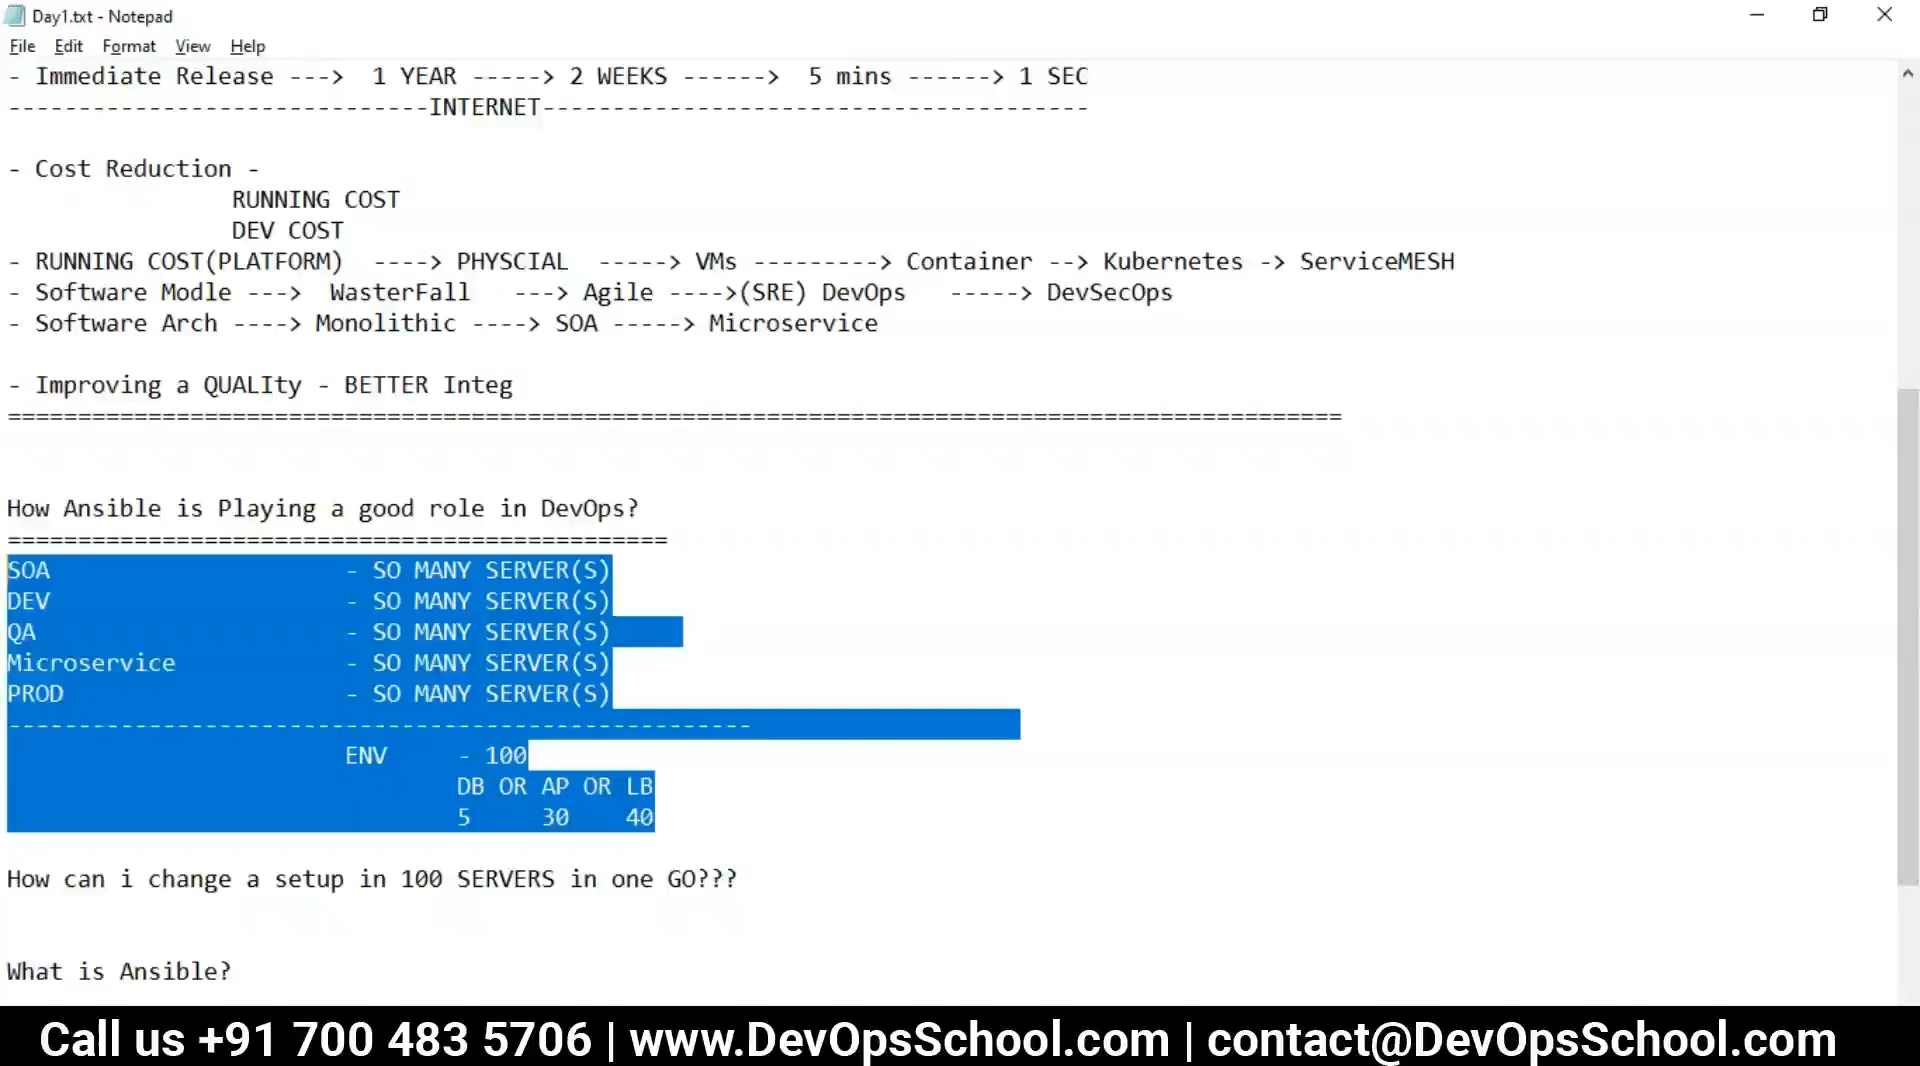 Day1.txt - Notepad
File Edit Format View Help
- Immediate Release ---> 1 YEAR -----> 2 WEEKS ------> 5 mins ------> 1 SEC
------------------------------INTERNET---------------------------------------
- Cost Reduction -
RUNNING COST
DEV COST
- RUNNING COST(PLATFORM) ----> PHYSCIAL -----> VMs ---------> Container --> Kubernetes -> ServiceMESH
- Software Modle ---> WasterFall ---> Agile ---->(SRE) DevOps -----> DevSecOps
- Software Arch ----> Monolithic ----> SOA -----> Microservice
- Improving a QUALIty - BETTER Integ
===============================================================================================
How Ansible is Playing a good role in DevOps?
===============================================
SOA - SO MANY SERVER(S)
DEV - SO MANY SERVER(S)
QA - SO MANY SERVER(S)
Microservice - SO MANY SERVER(S)
PROD - SO MANY SERVER(S)
-----------------------------------------------------
ENV - 100
DB OR AP OR LB
5 30 40
How can i change a setup in 100 SERVERS in one GO???
What is Ansible?
Call us +91 700 483 5706 | www.DevOpsSchool.com | contact@DevOpsSchool.com